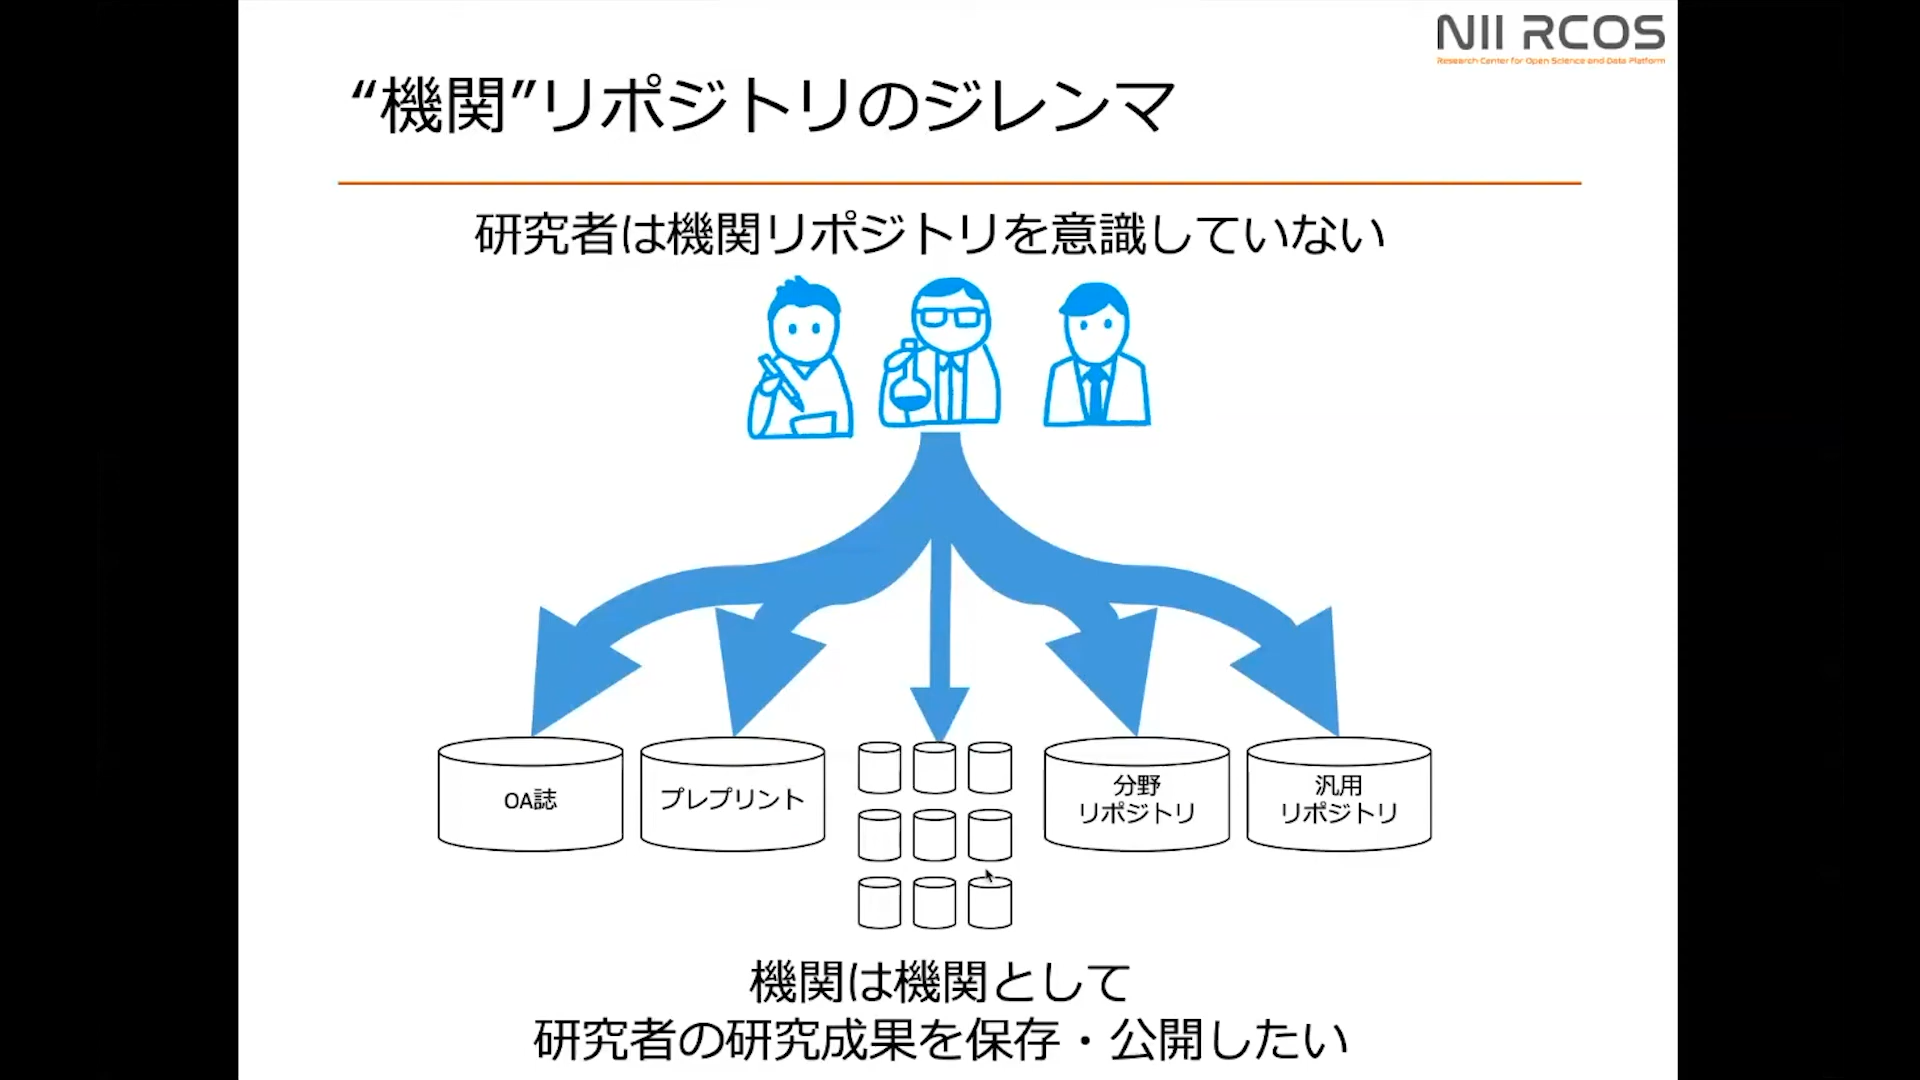 NII RCOS
Research Center for Open Science and Data Platform
“機関”リポジトリのジレンマ
研究者は機関リポジトリを意識していない
OA誌
プレプリント
分野
リポジトリ
汎用
リポジトリ
機関は機関として
研究者の研究成果を保存・公開したい